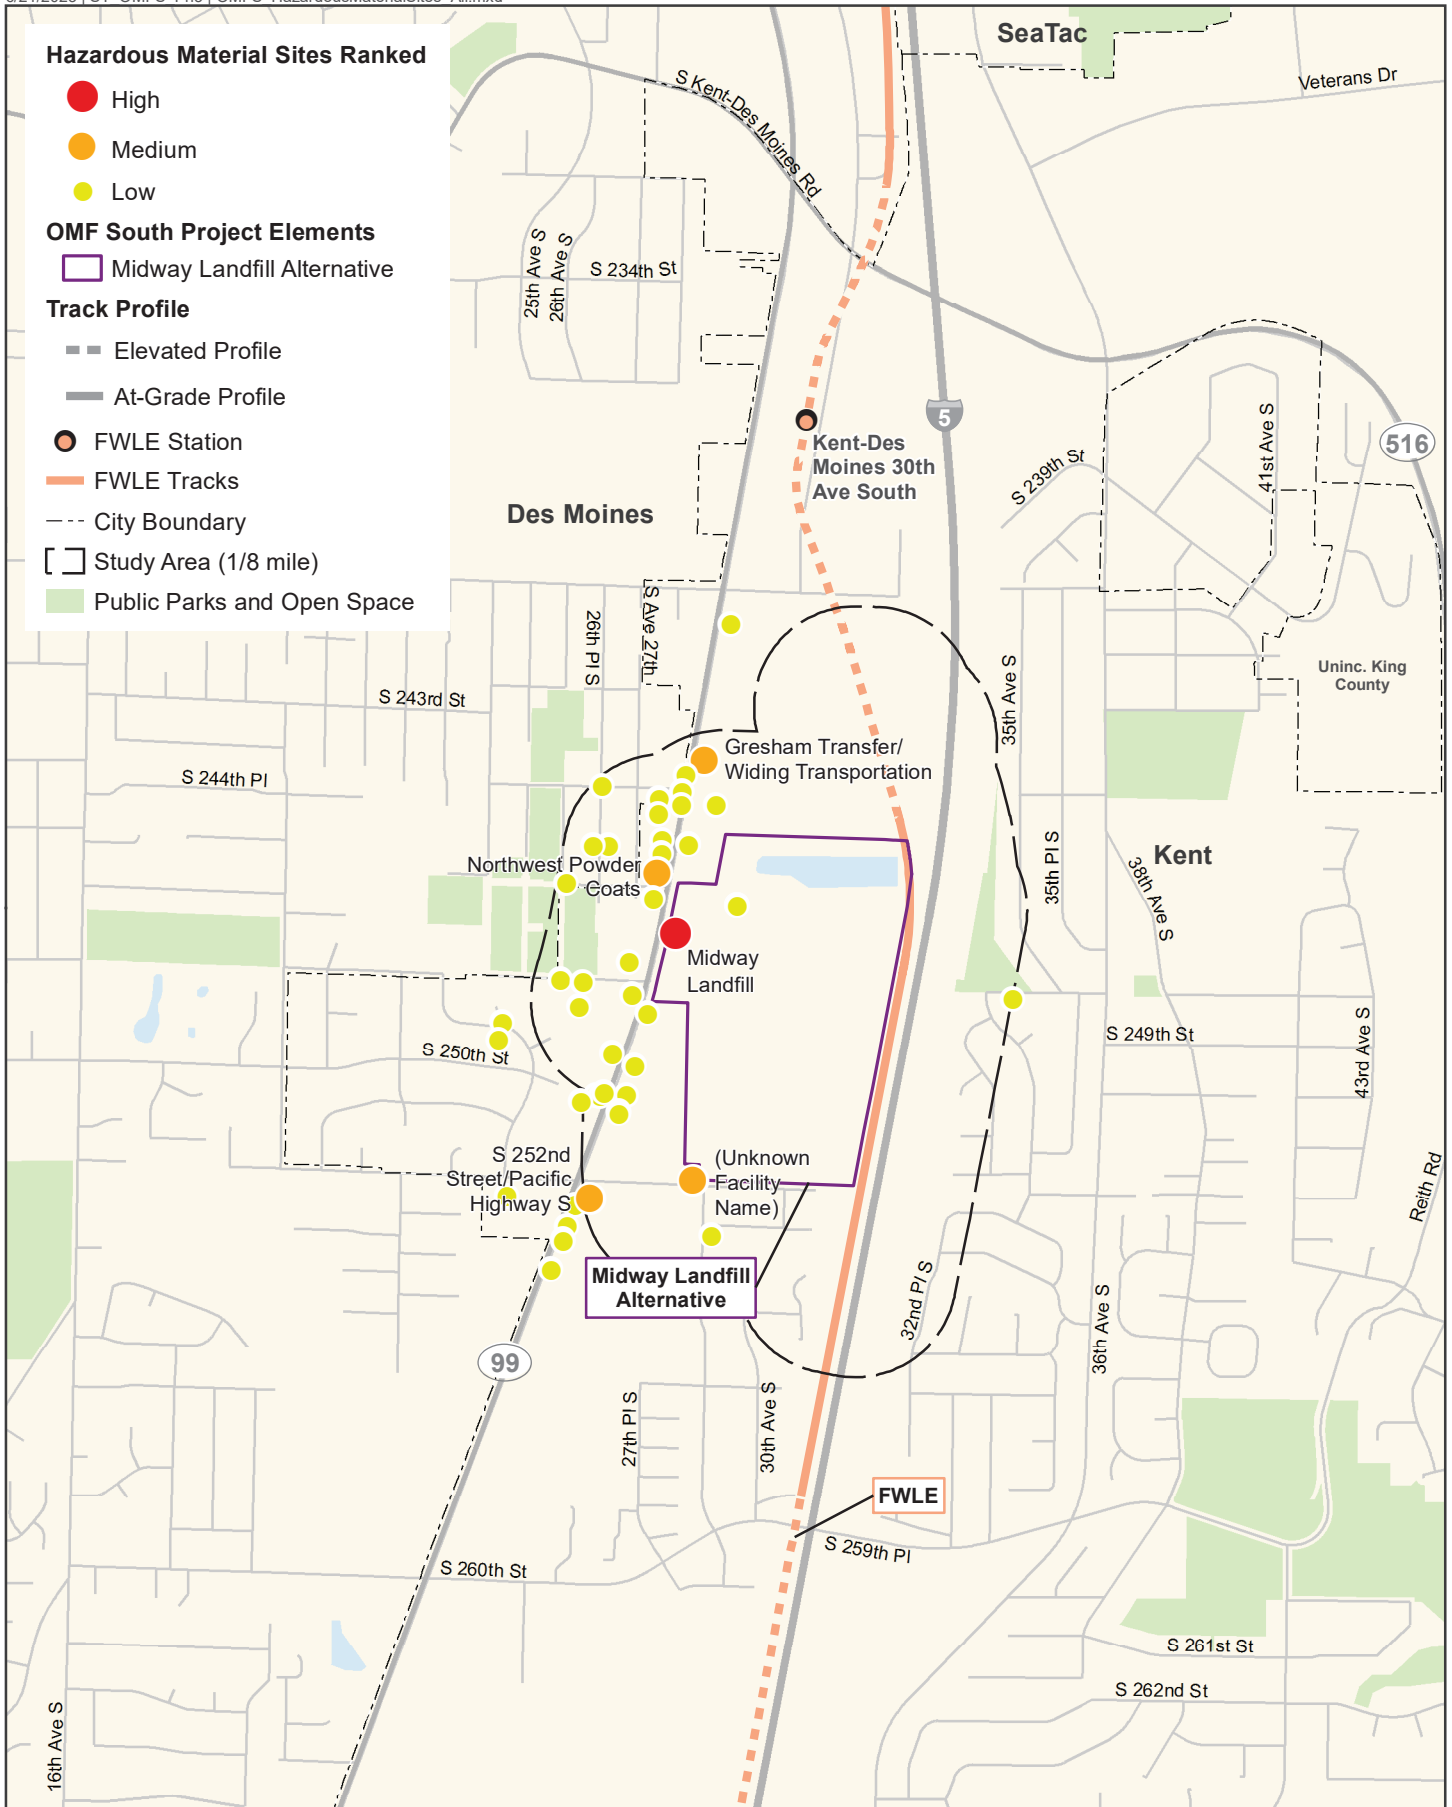 Hazardous Material Sites Ranked
High
Medium
Low
OMF South Project Elements
Midway Landfill Alternative
Track Profile
Elevated Profile
At-Grade Profile
FWLE Station
FWLE Tracks
City Boundary
Study Area (1/8 mile)
Public Parks and Open Space
SeaTac
Veterans Dr
S Kent-Des Moines Rd
25th Ave S
26th Ave S
S 234th St
5
516
Kent-Des
Moines 30th
Ave South
S 239th St
41st Ave S
Des Moines
26th Pl S
S Ave 27th
35th Ave S
Uninc. King
County
S 243rd St
S 244th Pl
Gresham Transfer/
Widing Transportation
Northwest Powder
Coats
35th Pl S
38th Ave S
Kent
Midway
Landfill
S 249th St
43rd Ave S
S 250th St
S 252nd
Street/Pacific
Highway S
(Unknown
Facility
Name)
Reith Rd
Midway Landfill
Alternative
32nd Pl S
36th Ave S
99
27th Pl S
30th Ave S
FWLE
S 259th Pl
S 260th St
S 261st St
S 262nd St
16th Ave S